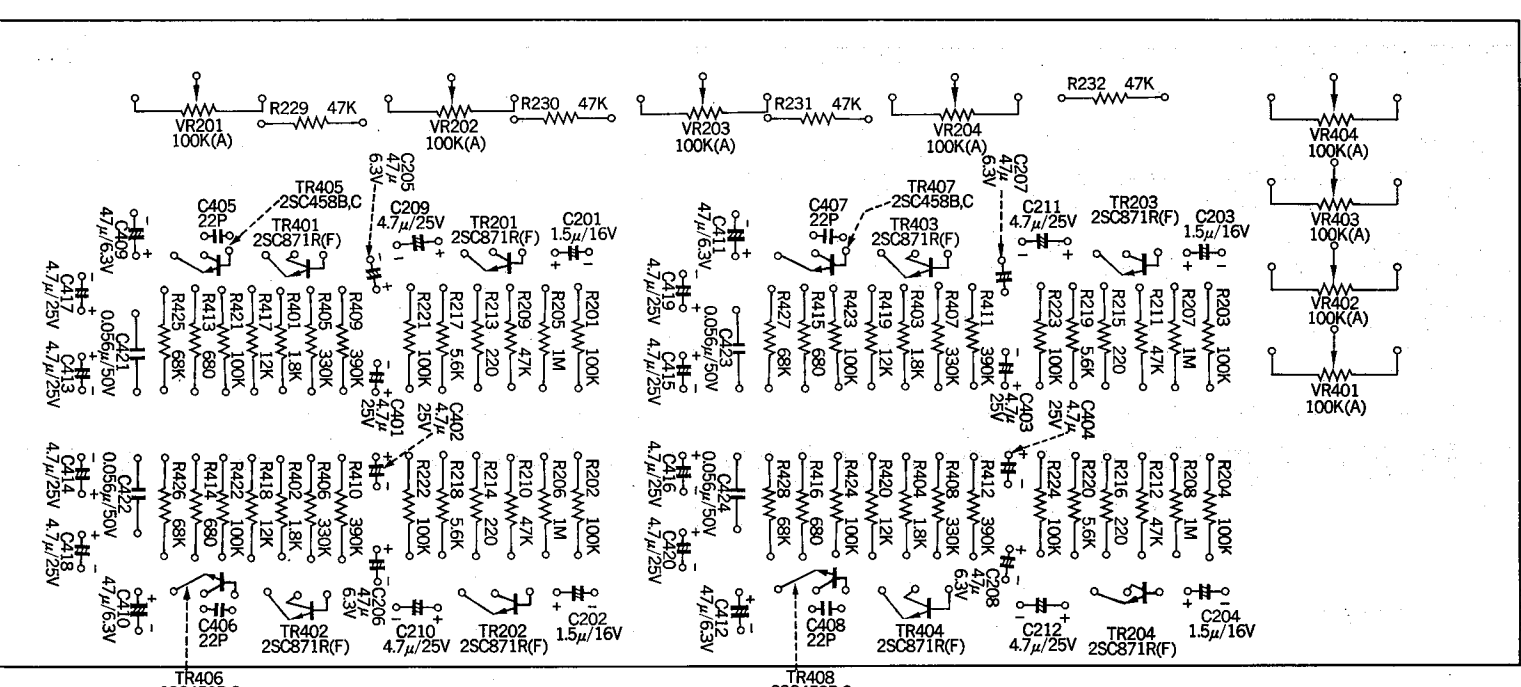 R229 47K
R230 47K
R231 47K
R232 47K
VR201
100K(A)
VR202
100K(A)
VR203
100K(A)
VR204
100K(A)
VR404
100K(A)
VR403
100K(A)
VR402
100K(A)
VR401
100K(A)
C205
47μ
6.3V
C207
47μ
6.3V
TR405
2SC458B,C
C405
22P
TR401
2SC871R(F)
C209
4.7μ/25V
TR201
2SC871R(F)
C201
1.5μ/16V
TR407
2SC458B,C
C407
22P
TR403
2SC871R(F)
C211
4.7μ/25V
TR203
2SC871R(F)
C203
1.5μ/16V
C409
47μ/6.3V
C417
4.7μ/25V
C421
0.056μ/50V
C413
4.7μ/25V
R425 68K
R413 680
R421 100K
R417 12K
R401 1.8K
R405 330K
R409 390K
R221 100K
R217 5.6K
R213 220
R209 47K
R205 1M
R201 100K
C411
47μ/6.3V
C419
4.7μ/25V
C423
0.056μ/50V
C415
4.7μ/25V
R427 68K
R415 680
R423 100K
R419 12K
R403 1.8K
R407 330K
R411 390K
R223 100K
R219 5.6K
R215 220
R211 47K
R207 1M
R203 100K
C401
4.7μ
25V
C402
4.7μ
25V
C403
4.7μ
25V
C404
4.7μ
25V
C414
4.7μ/25V
C422
0.056μ/50V
C418
4.7μ/25V
C410
47μ/6.3V
R426 68K
R414 680
R422 100K
R418 12K
R402 1.8K
R406 330K
R410 390K
R222 100K
R218 5.6K
R214 220
R210 47K
R206 1M
R202 100K
C416
4.7μ/25V
C424
0.056μ/50V
C420
4.7μ/25V
C412
47μ/6.3V
R428 68K
R416 680
R424 100K
R420 12K
R404 1.8K
R408 330K
R412 390K
R224 100K
R220 5.6K
R216 220
R212 47K
R208 1M
R204 100K
C406
22P
TR402
2SC871R(F)
C206
47μ
6.3V
C210
4.7μ/25V
TR202
2SC871R(F)
C202
1.5μ/16V
C408
22P
TR404
2SC871R(F)
C208
47μ
6.3V
C212
4.7μ/25V
TR204
2SC871R(F)
C204
1.5μ/16V
TR406
TR408